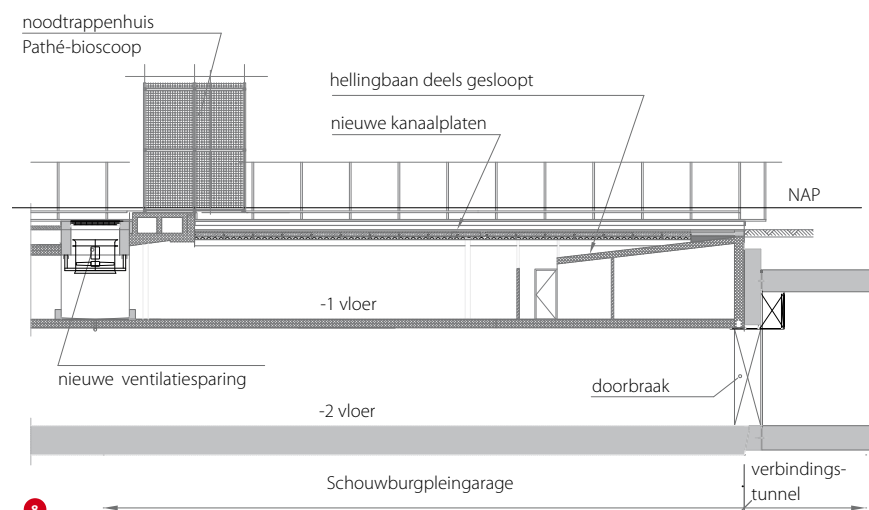 noodtrappenhuis
Pathé-bioscoop
hellingbaan deels gesloopt
nieuwe kanaalplaten
NAP
-1 vloer
nieuwe ventilatiesparing
doorbraak
-2 vloer
Schouwburgpleingarage
verbindings-
tunnel
8